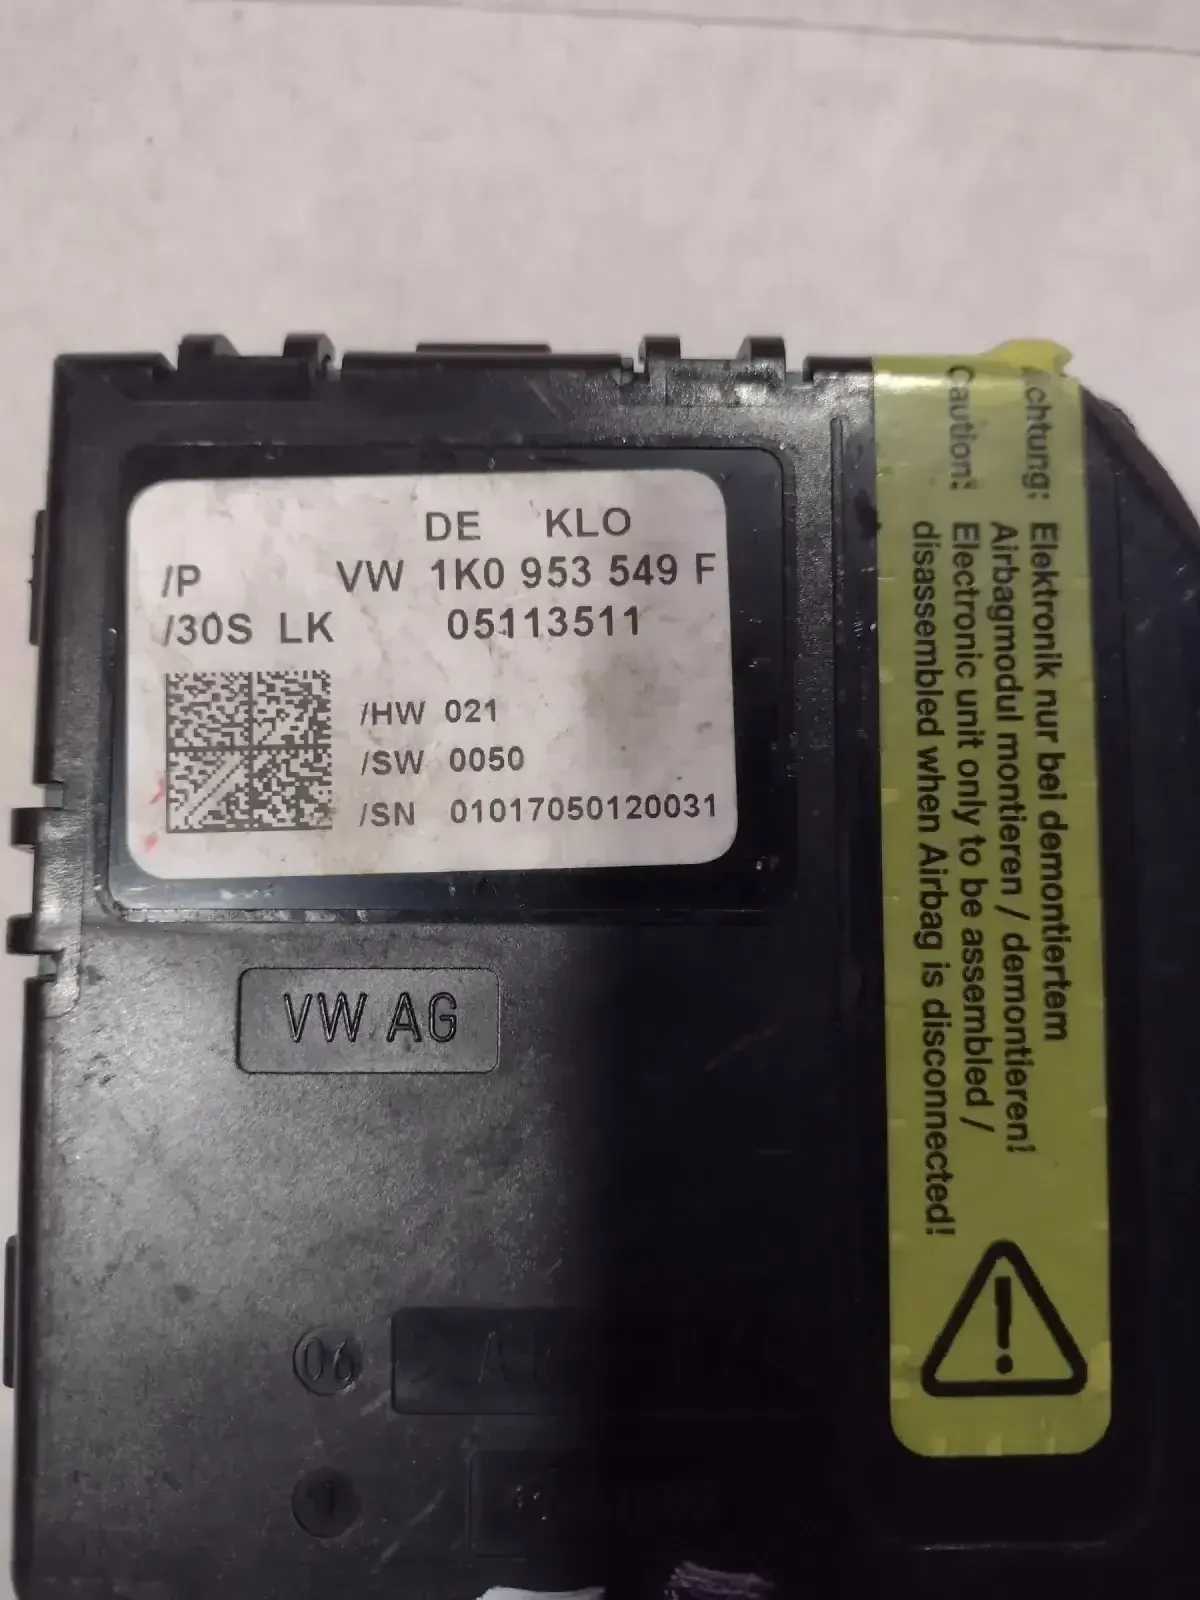 DE KLO
/P VW 1K0 953 549 F
/30S LK 05113511
/HW 021
/SW 0050
/SN 01017050120031
VW AG
06
chtung: Elektronik nur bei demontiertem
Airbagmodul montieren / demontieren!
Caution: Electronic unit only to be assembled /
disassembled when Airbag is disconnected!